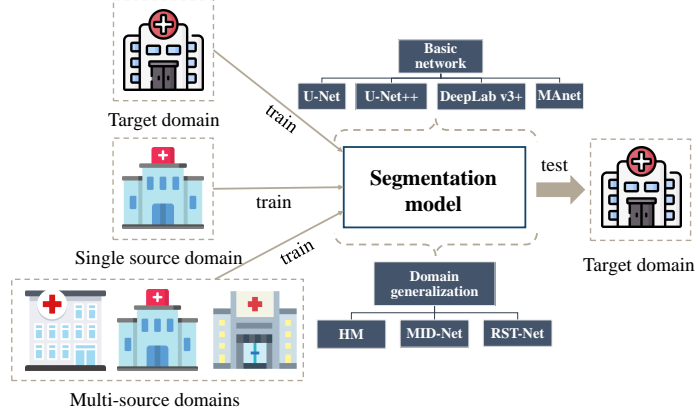 Basic
network
U-Net
U-Net++
DeepLab v3+
MAnet
Target domain
train
Segmentation
model
test
train
Single source domain
train
Target domain
Domain
generalization
HM
MID-Net
RST-Net
Multi-source domains